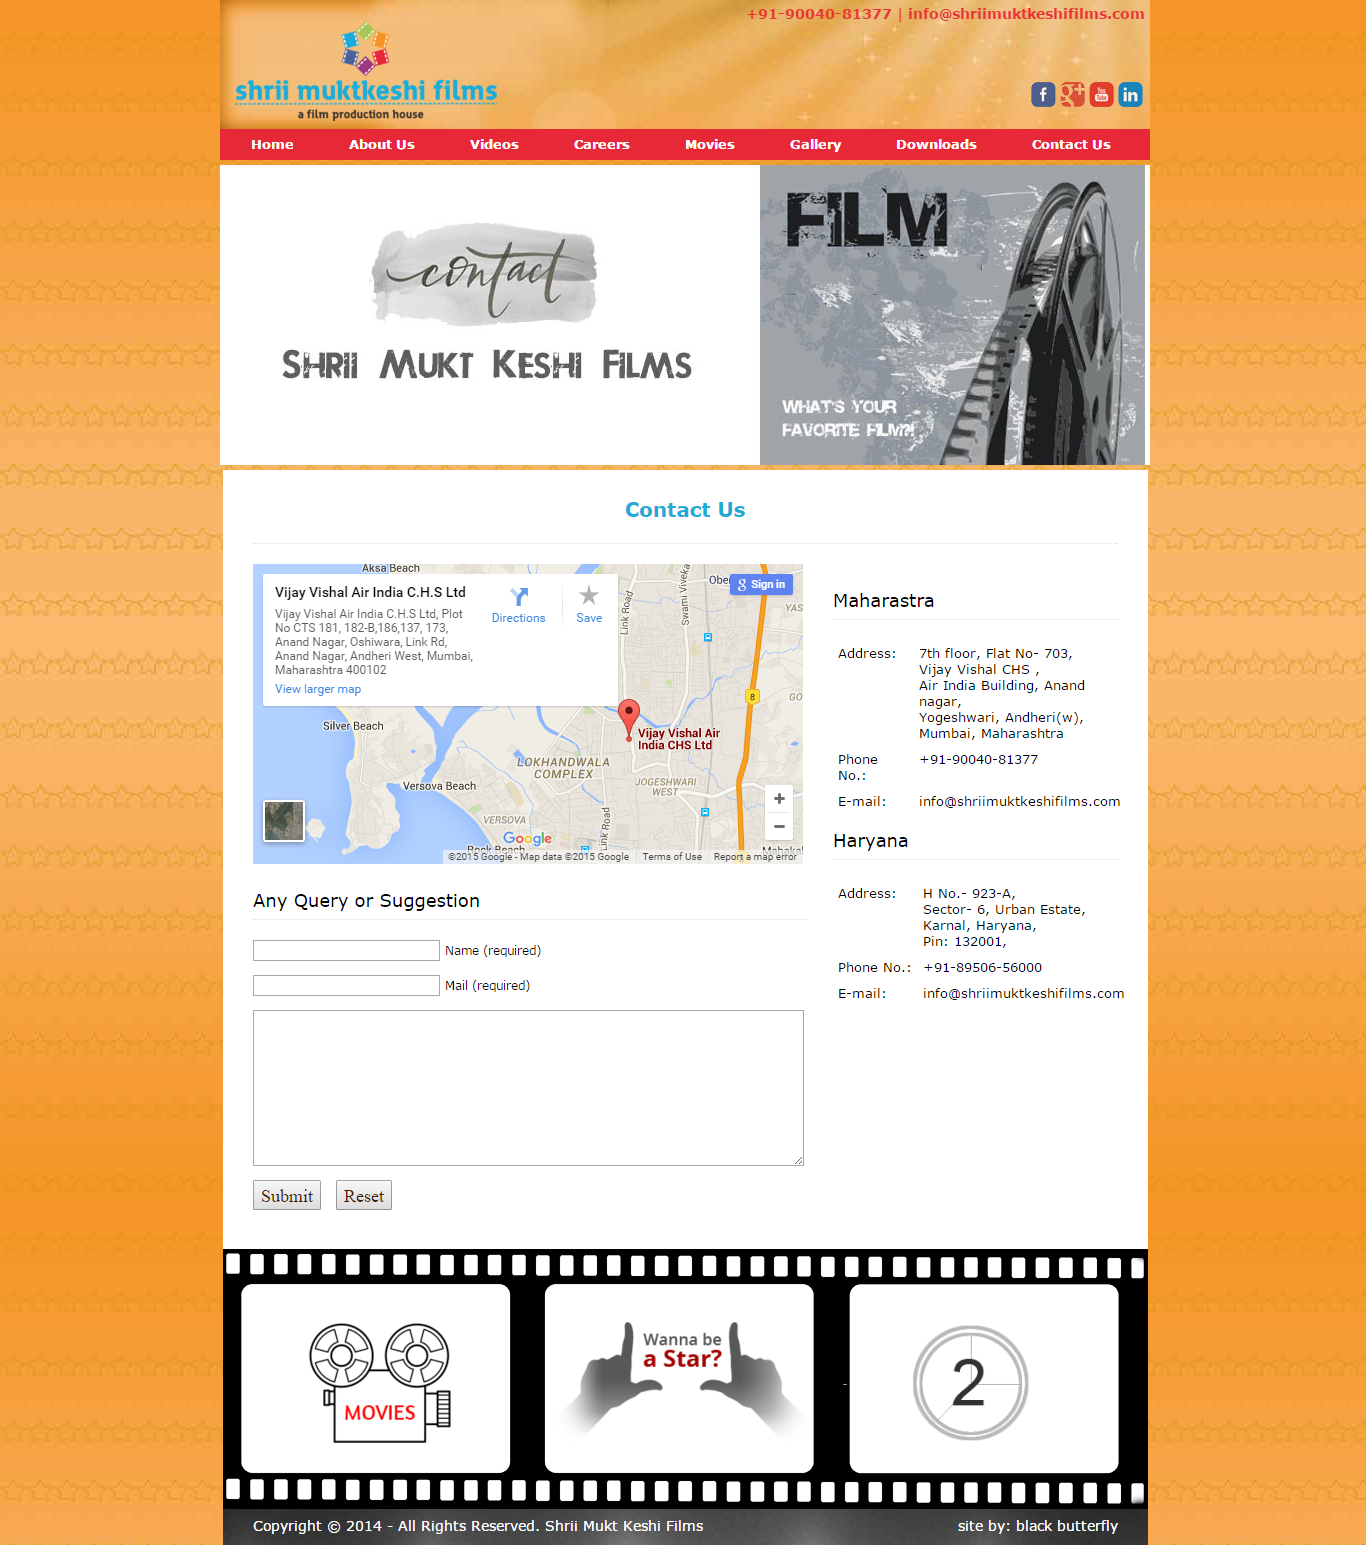 +91-90040-81377 | info@shriimuktkeshifilms.com
shrii muktkeshi films
a film production house
Home About Us Videos Careers Movies Gallery Downloads Contact Us
contact
Shrii Mukt Keshi Films
FILM
WHAT'S YOUR
FAVORITE FILM?!
Contact Us
Aksa Beach
Vijay Vishal Air India C.H.S Ltd
Vijay Vishal Air India C.H.S Ltd, Plot
No CTS 181, 182-B,186,137, 173,
Anand Nagar, Oshiwara, Link Rd,
Anand Nagar, Andheri West, Mumbai,
Maharashtra 400102
View larger map
Directions
Save
Sign in
Link Road
8
Silver Beach
Vijay Vishal Air
India CHS Ltd
LOKHANDWALA
COMPLEX
JOGESHWARI
WEST
Versova Beach
VERSOVA
Link Road
Google
Rock Beach
©2015 Google - Map data ©2015 Google
Terms of Use
Report a map error
Maharastra
Address: 7th floor, Flat No- 703,
Vijay Vishal CHS ,
Air India Building, Anand
nagar,
Yogeshwari, Andheri(w),
Mumbai, Maharashtra
Phone No.: +91-90040-81377
E-mail: info@shriimuktkeshifilms.com
Haryana
Address: H No.- 923-A,
Sector- 6, Urban Estate,
Karnal, Haryana,
Pin: 132001,
Phone No.: +91-89506-56000
E-mail: info@shriimuktkeshifilms.com
Any Query or Suggestion
Name (required)
Mail (required)
Submit Reset
MOVIES
Wanna be
a Star?
2
Copyright © 2014 - All Rights Reserved. Shrii Mukt Keshi Films
site by: black butterfly